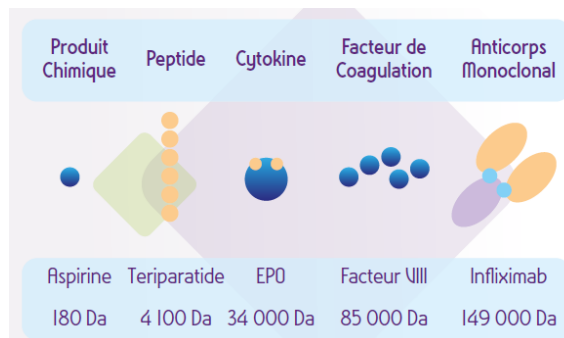 Produit Chimique
Peptide
Cytokine
Facteur de Coagulation
Anticorps Monoclonal
Aspirine
Teriparatide
EPO
Facteur VIII
Infliximab
180 Da
4 100 Da
34 000 Da
85 000 Da
149 000 Da